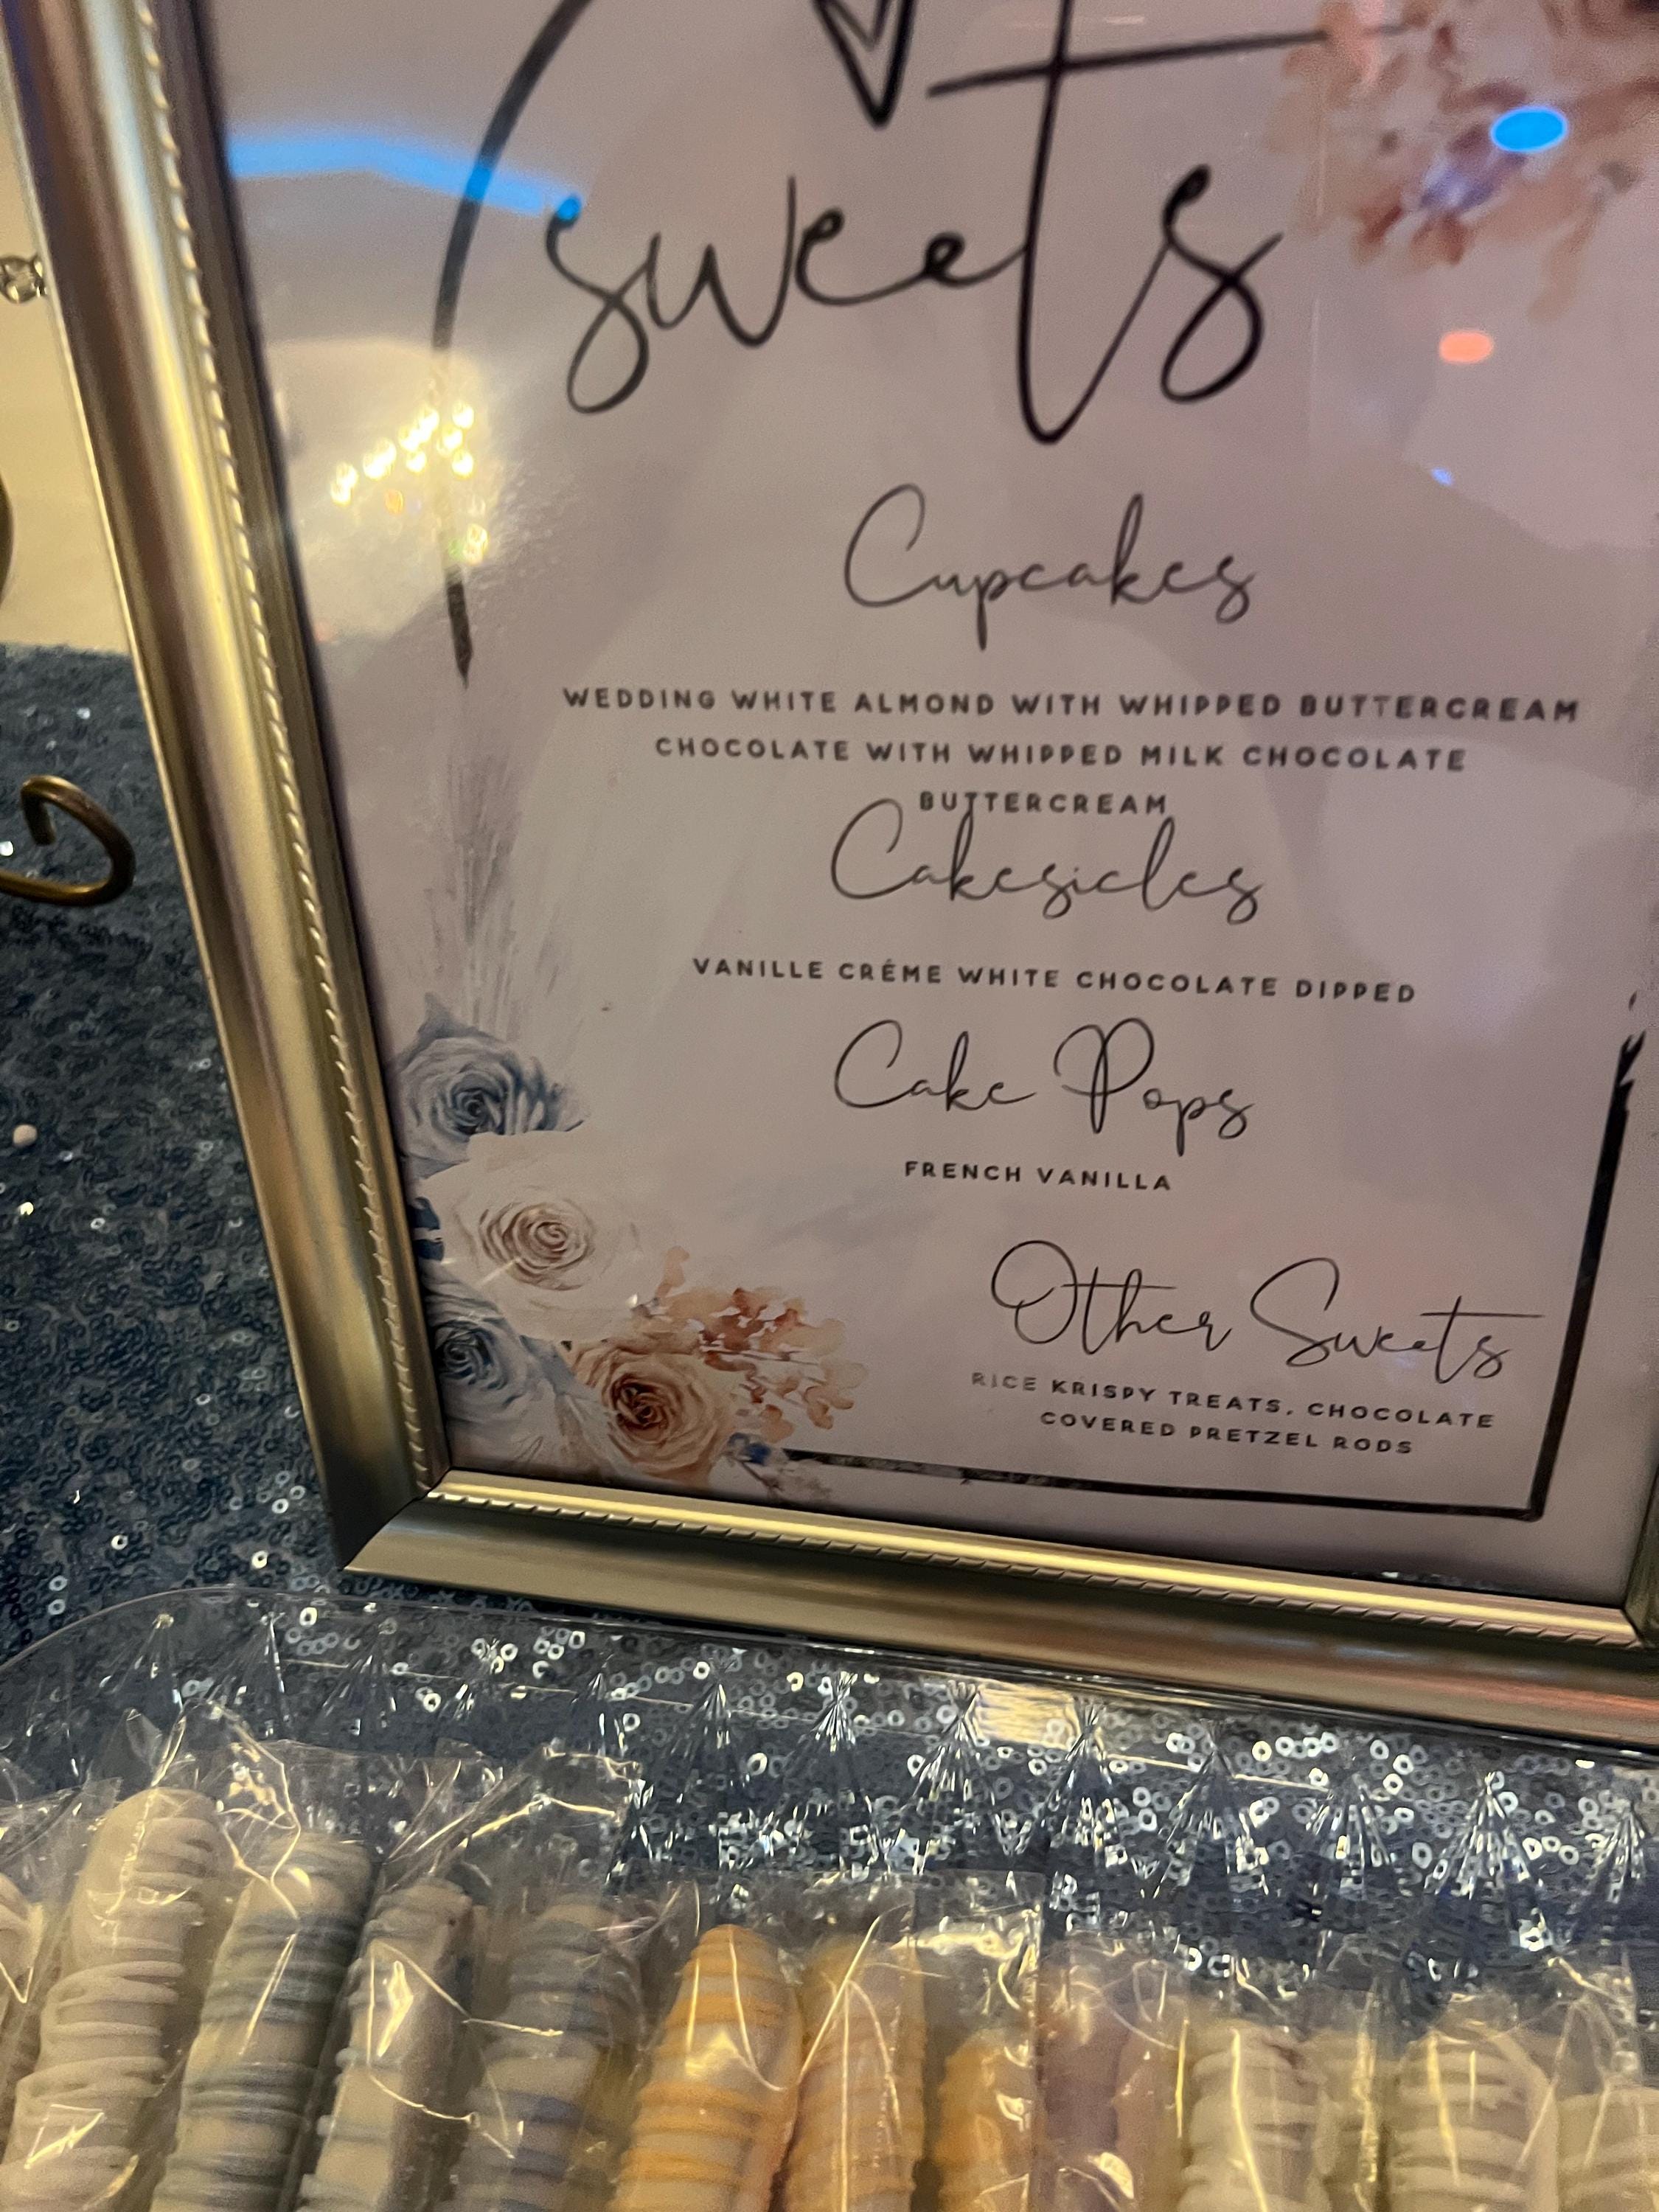 sweets
Cupcakes
WEDDING WHITE ALMOND WITH WHIPPED BUTTERCREAM
CHOCOLATE WITH WHIPPED MILK CHOCOLATE
BUTTERCREAM
Cakesicles
VANILLE CRÉME WHITE CHOCOLATE DIPPED
Cake Pops
FRENCH VANILLA
Other Sweets
RICE KRISPY TREATS, CHOCOLATE
COVERED PRETZEL RODS